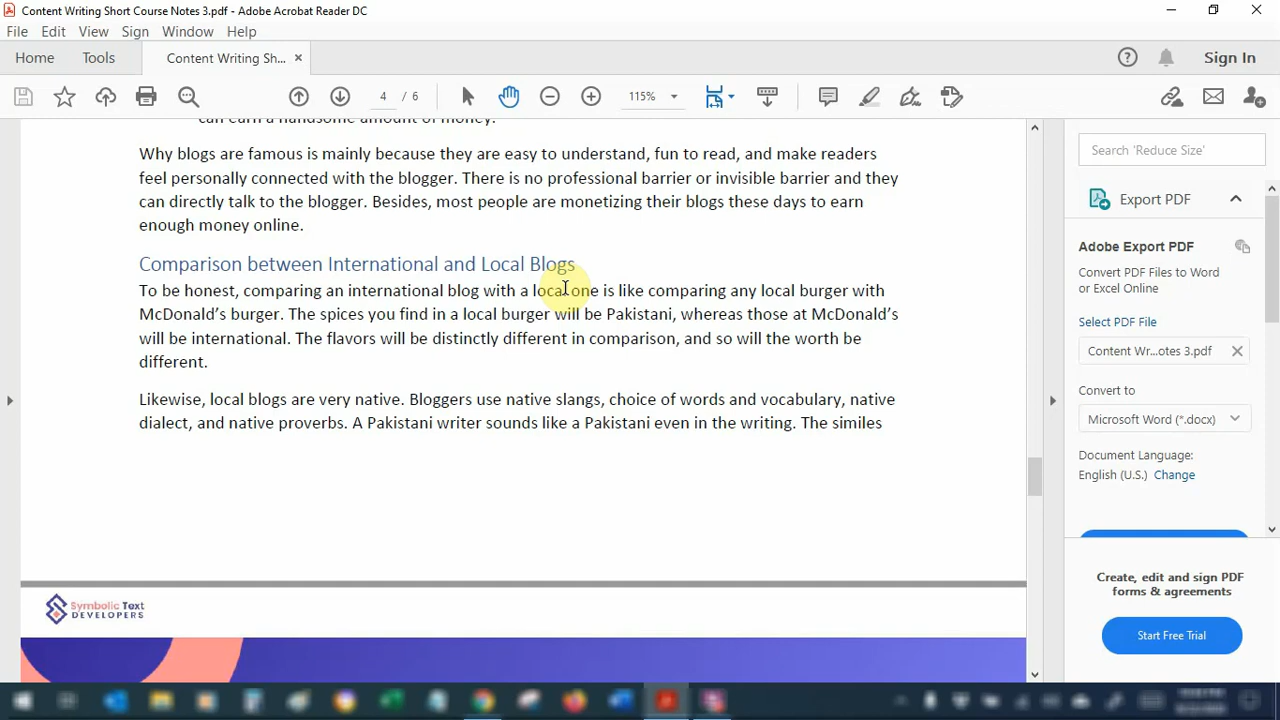 Content Writing Short Course Notes 3.pdf - Adobe Acrobat Reader DC
File Edit View Sign Window Help
Home Tools Content Writing Sh... × Sign In
4 / 6 115%
can earn a handsome amount of money.
Why blogs are famous is mainly because they are easy to understand, fun to read, and make readers
feel personally connected with the blogger. There is no professional barrier or invisible barrier and they
can directly talk to the blogger. Besides, most people are monetizing their blogs these days to earn
enough money online.
Comparison between International and Local Blogs
To be honest, comparing an international blog with a local one is like comparing any local burger with
McDonald's burger. The spices you find in a local burger will be Pakistani, whereas those at McDonald's
will be international. The flavors will be distinctly different in comparison, and so will the worth be
different.
Likewise, local blogs are very native. Bloggers use native slangs, choice of words and vocabulary, native
dialect, and native proverbs. A Pakistani writer sounds like a Pakistani even in the writing. The similes
Symbolic Text
DEVELOPERS
Search 'Reduce Size'
Export PDF
Adobe Export PDF
Convert PDF Files to Word
or Excel Online
Select PDF File
Content Wr...otes 3.pdf
Convert to
Microsoft Word (*.docx)
Document Language:
English (U.S.) Change
Create, edit and sign PDF
forms & agreements
Start Free Trial